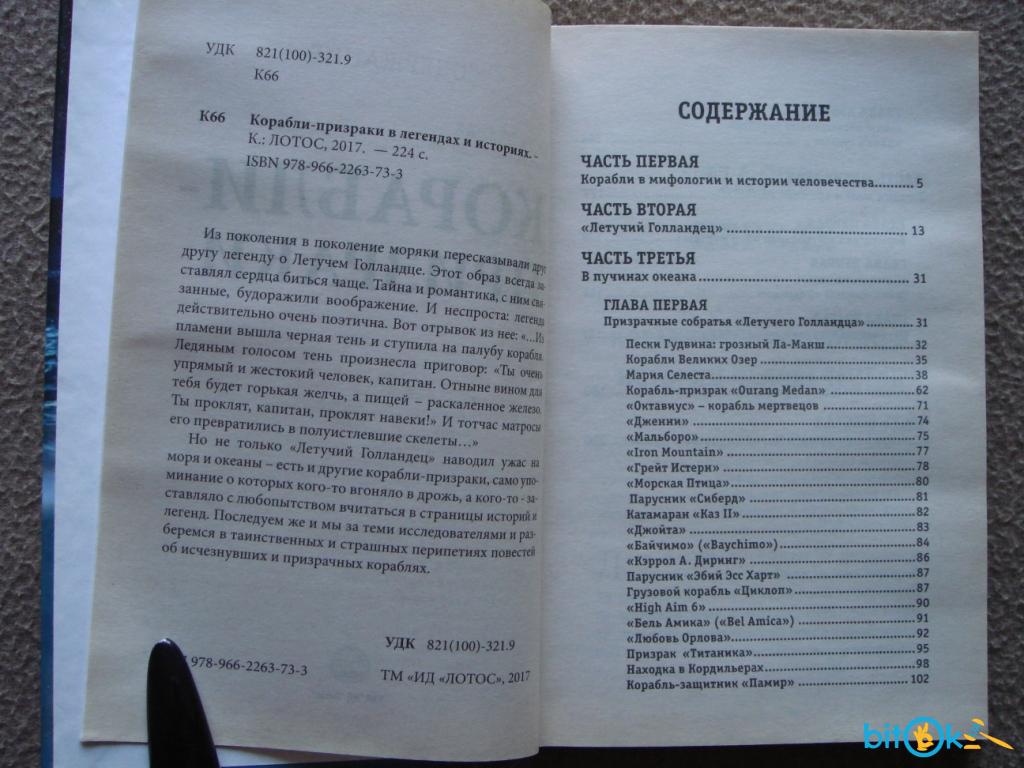 УДК 821(100)-321.9
К66
К66 Корабли-призраки в легендах и историях. –
К.: ЛОТОС, 2017. — 224 с.
ISBN 978-966-2263-73-3
Из поколения в поколение моряки пересказывали друг
другу легенду о Летучем Голландце. Этот образ всегда за-
ставлял сердца биться чаще. Тайна и романтика, с ним свя-
занные, будоражили воображение. И неспроста: легенда
действительно очень поэтична. Вот отрывок из нее: «…Из
пламени вышла черная тень и ступила на палубу корабля.
Ледяным голосом тень произнесла приговор: «Ты очень
упрямый и жестокий человек, капитан. Отныне вином для
тебя будет горькая желчь, а пищей – раскаленное железо.
Ты проклят, капитан, проклят навеки!» И тотчас матросы
его превратились в полуистлевшие скелеты…»
Но не только «Летучий Голландец» наводил ужас на
моря и океаны – есть и другие корабли-призраки, само упо-
минание о которых кого-то вгоняло в дрожь, а кого-то - за-
ставляло с любопытством вчитаться в страницы историй и
легенд. Последуем же и мы за теми исследователями и раз-
беремся в таинственных и страшных перипетиях повестей
об исчезнувших и призрачных кораблях.
УДК 821(100)-321.9
978-966-2263-73-3
ТМ «ИД «ЛОТОС», 2017
СОДЕРЖАНИЕ
ЧАСТЬ ПЕРВАЯ
Корабли в мифологии и истории человечества.......... 5
ЧАСТЬ ВТОРАЯ
«Летучий Голландец» .......... 13
ЧАСТЬ ТРЕТЬЯ
В пучинах океана .......... 31
ГЛАВА ПЕРВАЯ
Призрачные собратья «Летучего Голландца» .......... 31
Пески Гудвина: грозный Ла-Манш .......... 32
Корабли Великих Озер .......... 35
Мария Селеста .......... 38
Корабль-призрак «Ourang Medan» .......... 62
«Октавиус» – корабль мертвецов .......... 71
«Дженни» .......... 74
«Мальборо» .......... 75
«Iron Mountain» .......... 77
«Грейт Истерн» .......... 78
«Морская Птица» .......... 80
Парусник «Сиберд» .......... 81
Катамаран «Каз II» .......... 82
«Джойта» .......... 83
«Байчимо» («Baychimo») .......... 84
«Кэррол А. Диринг» .......... 86
Парусник «Эбий Эсс Харт» .......... 87
Грузовой корабль «Циклоп» .......... 87
«High Aim 6» .......... 90
«Бель Амика» («Bel Amica») .......... 91
«Любовь Орлова» .......... 92
Призрак «Титаника» .......... 95
Находка в Кордильерах .......... 98
Корабль-защитник «Памир» .......... 102
bitOk